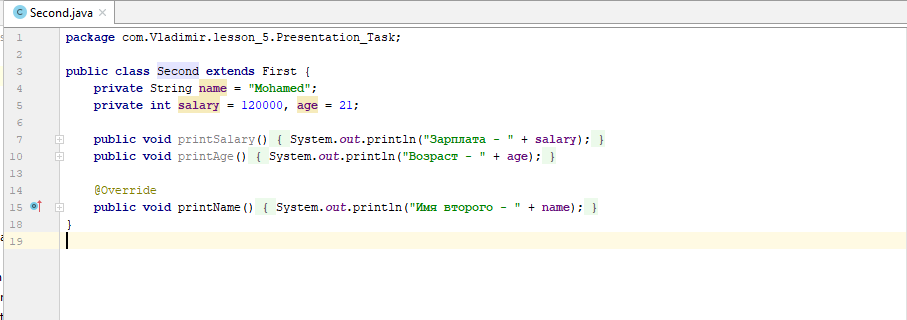 Second.java
1 package com.Vladimir.lesson_5.Presentation_Task;
2
3 public class Second extends First {
4 private String name = "Mohamed";
5 private int salary = 120000, age = 21;
6
7 public void printSalary() { System.out.println("Зарплата - " + salary); }
10 public void printAge() { System.out.println("Возраст - " + age); }
13
14 @Override
15 public void printName() { System.out.println("Имя второго - " + name); }
18 }
19